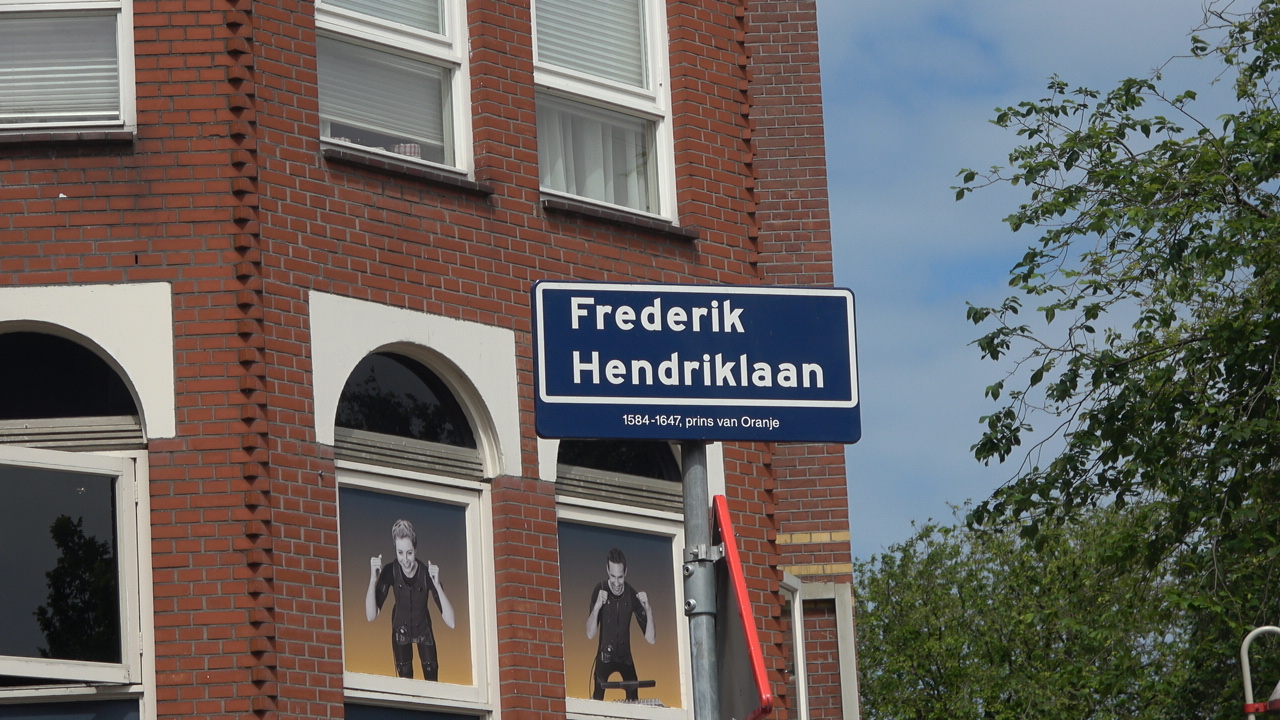 Frederik
Hendriklaan
1584-1647, prins van Oranje